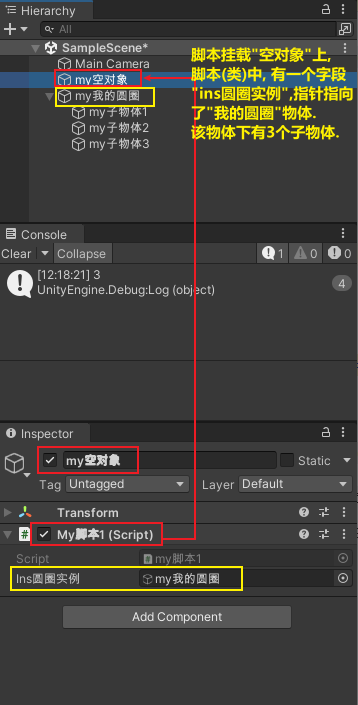 Hierarchy
All
SampleScene*
Main Camera
my空对象
my我的圆圈
my子物体1
my子物体2
my子物体3
脚本挂载"空对象"上,
脚本(类)中, 有一个字段
"ins圆圈实例",指针指向
了"我的圆圈"物体.
该物体下有3个子物体.
Console
Clear Collapse 1 0 0
[12:18:21] 3
UnityEngine.Debug:Log (object)
4
Inspector
my空对象 Static
Tag Untagged Layer Default
Transform
# My脚本1 (Script)
Script # my脚本1
Ins圆圈实例 my我的圆圈
Add Component